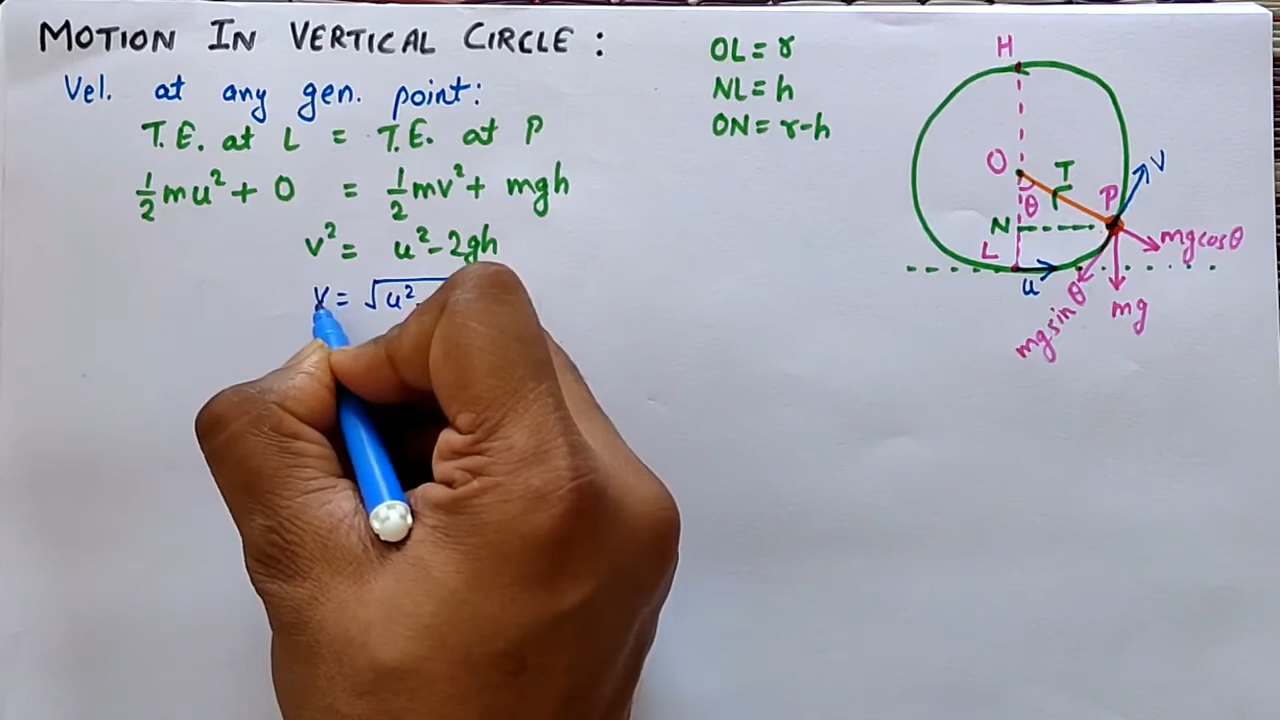 MOTION IN VERTICAL CIRCLE :
Vel. at any gen. point:
T.E. at L = T.E. at P
½mu² + 0 = ½mv² + mgh
v² = u² - 2gh
v = √u²
OL = r
NL = h
ON = r-h
H
O
T
V
θ
P
N
L
mgcosθ
u
mgsinθ
mg